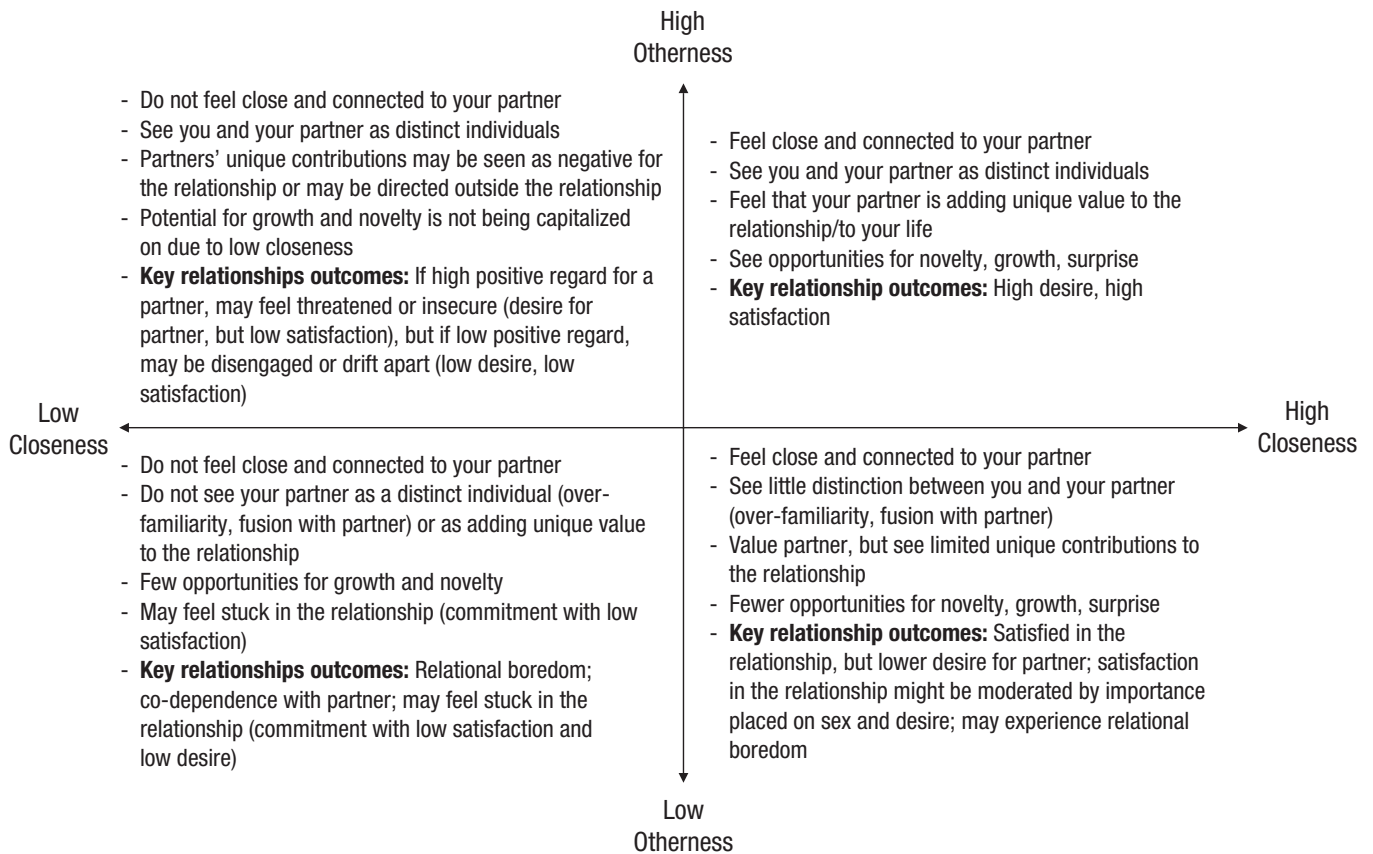 High
Otherness
- Do not feel close and connected to your partner
- See you and your partner as distinct individuals
- Partners’ unique contributions may be seen as negative for
the relationship or may be directed outside the relationship
- Potential for growth and novelty is not being capitalized
on due to low closeness
- Key relationships outcomes: If high positive regard for a
partner, may feel threatened or insecure (desire for
partner, but low satisfaction), but if low positive regard,
may be disengaged or drift apart (low desire, low
satisfaction)
- Feel close and connected to your partner
- See you and your partner as distinct individuals
- Feel that your partner is adding unique value to the
relationship/to your life
- See opportunities for novelty, growth, surprise
- Key relationship outcomes: High desire, high
satisfaction
Low
Closeness
High
Closeness
- Do not feel close and connected to your partner
- Do not see your partner as a distinct individual (over-
familiarity, fusion with partner) or as adding unique value
to the relationship
- Few opportunities for growth and novelty
- May feel stuck in the relationship (commitment with low
satisfaction)
- Key relationships outcomes: Relational boredom;
co-dependence with partner; may feel stuck in the
relationship (commitment with low satisfaction and
low desire)
- Feel close and connected to your partner
- See little distinction between you and your partner
(over-familiarity, fusion with partner)
- Value partner, but see limited unique contributions to
the relationship
- Fewer opportunities for novelty, growth, surprise
- Key relationship outcomes: Satisfied in the
relationship, but lower desire for partner; satisfaction
in the relationship might be moderated by importance
placed on sex and desire; may experience relational
boredom
Low
Otherness